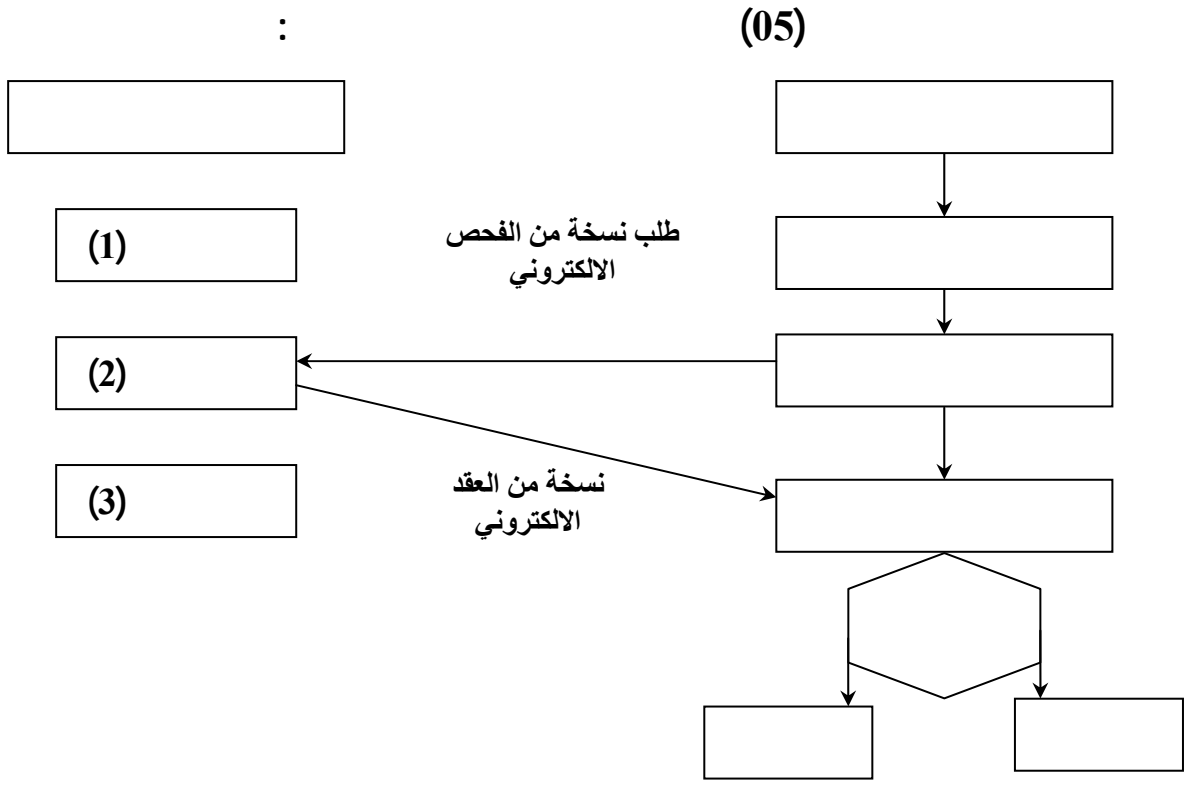 (05) :
(1)
طلب نسخة من الفحص
الالكتروني
(2)
نسخة من العقد
الالكتروني
(3)